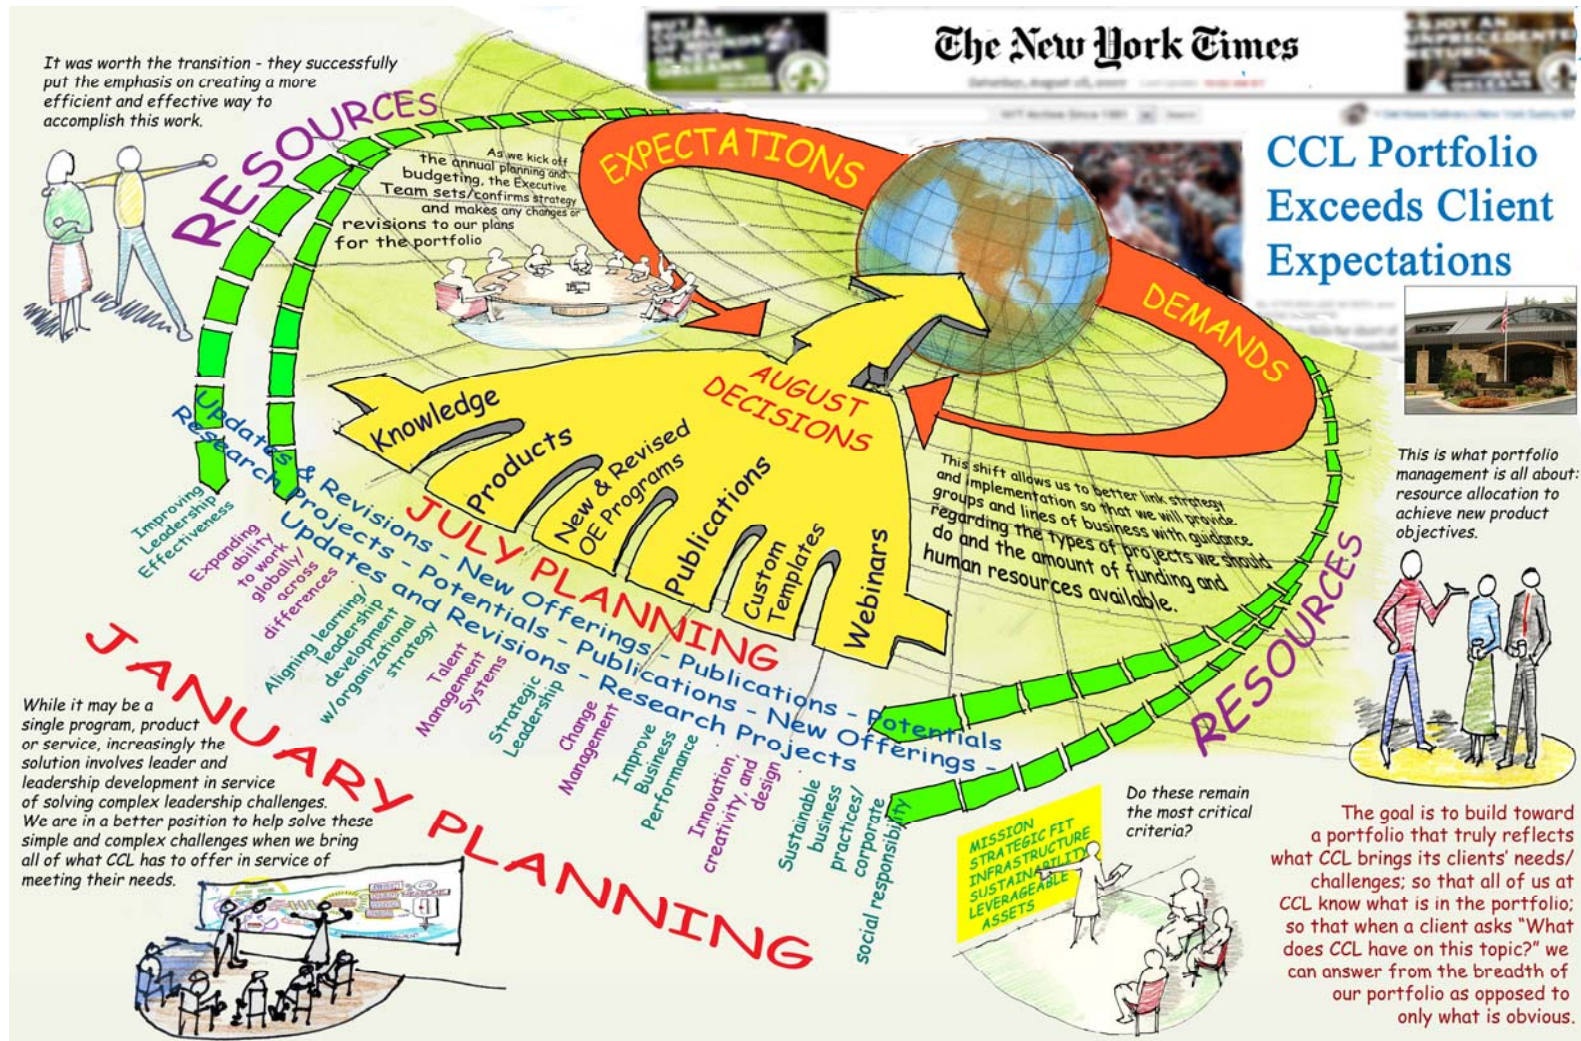 The New York Times
It was worth the transition - they successfully
put the emphasis on creating a more
efficient and effective way to
accomplish this work.
RESOURCES
As we kick off
the annual planning and
budgeting, the Executive
Team sets/confirms strategy
and makes any changes or
revisions to our plans
for the portfolio
EXPECTATIONS
DEMANDS
CCL Portfolio
Exceeds Client
Expectations
AUGUST
DECISIONS
Knowledge
Products
New & Revised
OE Programs
Publications
Custom
Templates
Webinars
This shift allows us to better link strategy
and implementation so that we will provide
groups and lines of business with guidance
regarding the types of projects we should
do and the amount of funding and
human resources available.
This is what portfolio
management is all about:
resource allocation to
achieve new product
objectives.
RESOURCES
JULY PLANNING
Updates & Revisions - New Offerings - Publications - Potentials
Research Projects - Potentials - Publications - New Offerings -
Updates and Revisions - Research Projects
Improving
Leadership
Effectiveness
Expanding
ability
to work
globally/
across
differences
Aligning learning/
leadership
development
w/organizational
strategy
Talent
Management
Systems
Strategic
Leadership
Change
Management
Improve
Business
Performance
Innovation,
creativity, and
design
Sustainable
business
practices/
corporate
social responsibility
JANUARY PLANNING
While it may be a
single program, product
or service, increasingly the
solution involves leader and
leadership development in service
of solving complex leadership challenges.
We are in a better position to help solve these
simple and complex challenges when we bring
all of what CCL has to offer in service of
meeting their needs.
MISSION
STRATEGIC FIT
INFRASTRUCTURE
SUSTAINABILITY
LEVERAGEABLE
ASSETS
Do these remain
the most critical
criteria?
The goal is to build toward
a portfolio that truly reflects
what CCL brings its clients' needs/
challenges; so that all of us at
CCL know what is in the portfolio;
so that when a client asks "What
does CCL have on this topic?" we
can answer from the breadth of
our portfolio as opposed to
only what is obvious.